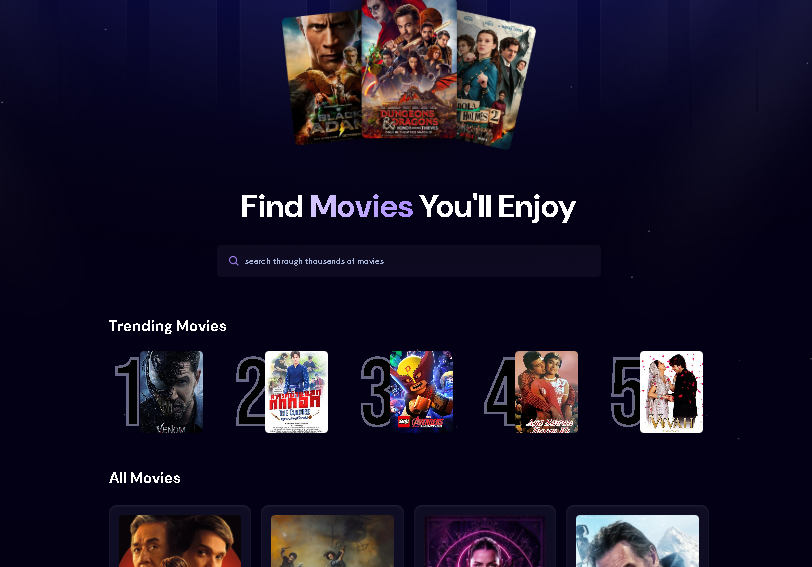 BLACK
ADAM
DUNGEONS
& DRAGONS
HONOR AMONG THIEVES
HOLMES 2
Find Movies You'll Enjoy
search through thousands of movies
Trending Movies
1
2
3
4
5
VENOM
LEGO
VIVAH
All Movies